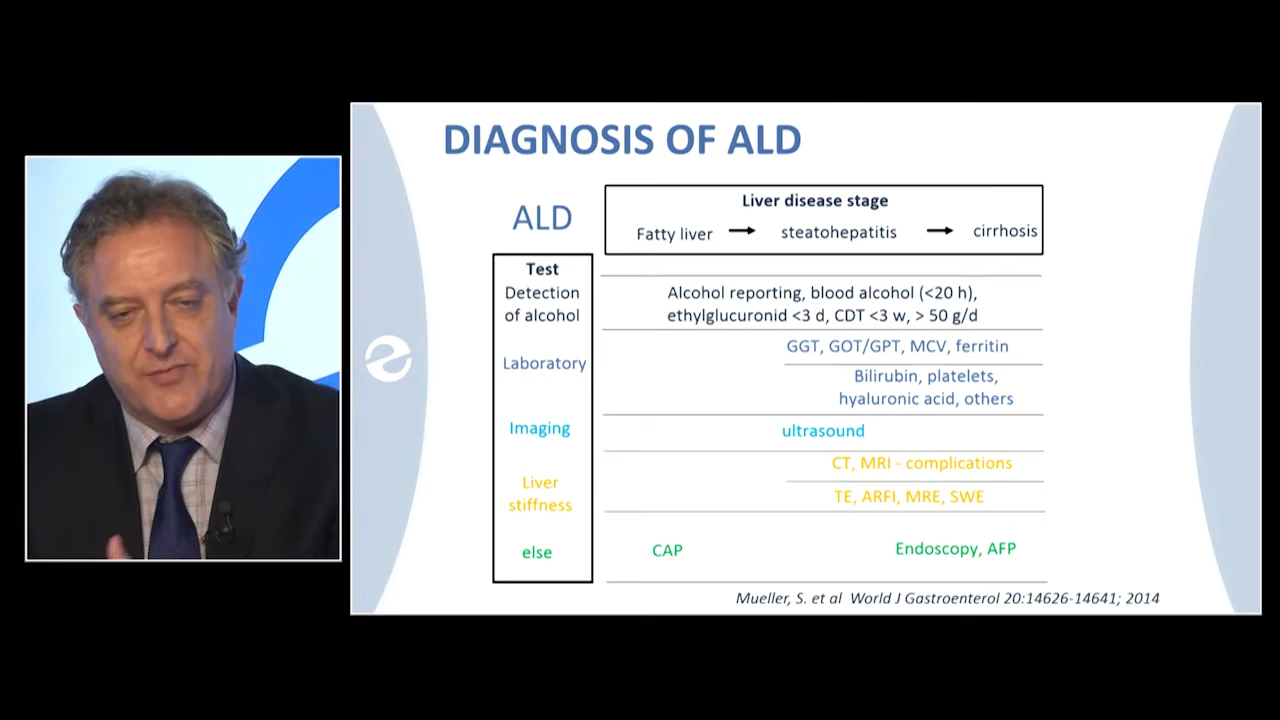 DIAGNOSIS OF ALD
ALD
Liver disease stage
Fatty liver → steatohepatitis → cirrhosis
Test
Detection
of alcohol
Alcohol reporting, blood alcohol (<20 h),
ethylglucuronid <3 d, CDT <3 w, > 50 g/d
Laboratory
GGT, GOT/GPT, MCV, ferritin
Bilirubin, platelets,
hyaluronic acid, others
Imaging
ultrasound
CT, MRI - complications
Liver
stiffness
TE, ARFI, MRE, SWE
else
CAP
Endoscopy, AFP
Mueller, S. et al World J Gastroenterol 20:14626-14641; 2014